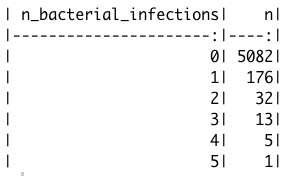 | n_bacterial_infections| n|
|----------------------:|----:|
| 0| 5082|
| 1| 176|
| 2| 32|
| 3| 13|
| 4| 5|
| 5| 1|